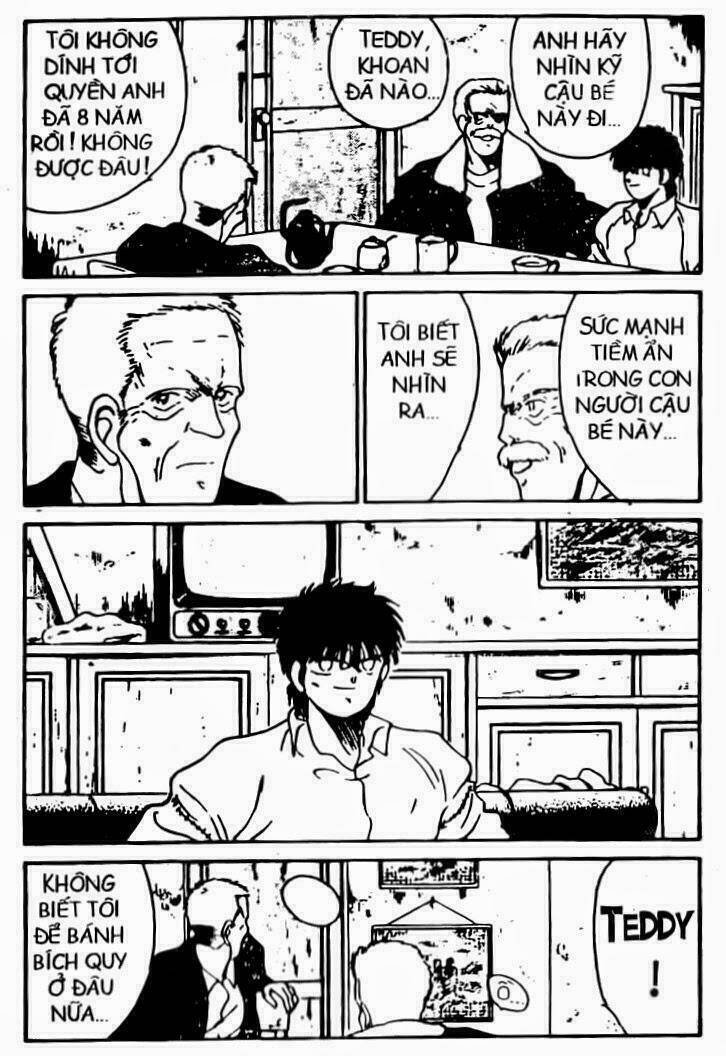 TÔI KHÔNG
DÍNH TỚI
QUYỀN ANH
ĐÃ 8 NĂM
RỒI! KHÔNG
ĐƯỢC ĐÂU!
TEDDY,
KHOAN
ĐÃ NÀO...
ANH HÃY
NHÌN KỸ
CẬU BÉ
NÀY ĐI...
TÔI BIẾT
ANH SẼ
NHÌN
RA...
SỨC MẠNH
TIỀM ẨN
TRONG CON
NGƯỜI CẬU
BÉ NÀY...
KHÔNG
BIẾT TÔI
ĐỂ BÁNH
BÍCH QUY
Ở ĐÂU
NỮA...
TEDDY
!